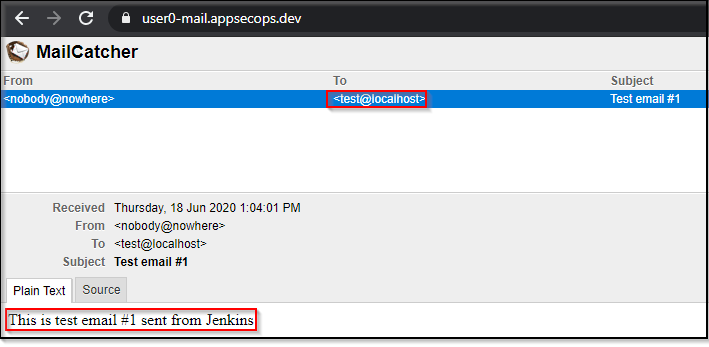 user0-mail.appsecops.dev
MailCatcher
From To Subject
<nobody@nowhere> <test@localhost> Test email #1
Received Thursday, 18 Jun 2020 1:04:01 PM
From <nobody@nowhere>
To <test@localhost>
Subject Test email #1
Plain Text Source
This is test email #1 sent from Jenkins